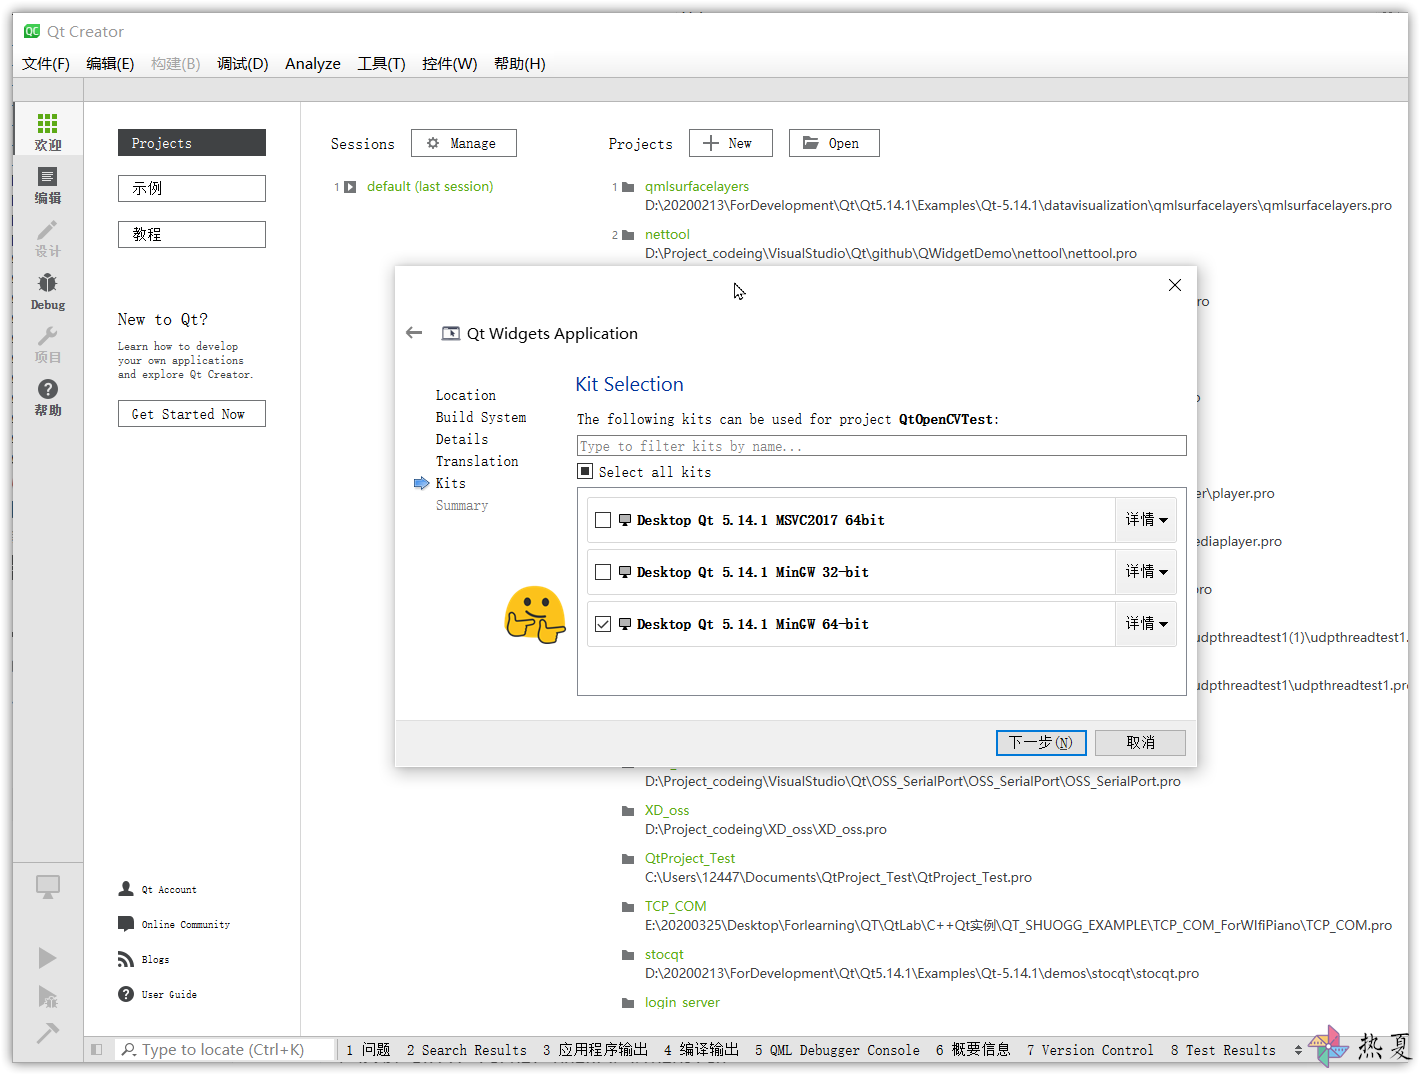 Qt Creator
文件(F) 编辑(E) 构建(B) 调试(D) Analyze 工具(T) 控件(W) 帮助(H)
欢迎
编辑
设计
Debug
项目
帮助
Projects
示例
教程
New to Qt?
Learn how to develop
your own applications
and explore Qt Creator.
Get Started Now
Qt Account
Online Community
Blogs
User Guide
Sessions Manage
1 default (last session)
Projects New Open
1 qmlsurfacelayers
D:\20200213\ForDevelopment\Qt\Qt5.14.1\Examples\Qt-5.14.1\datavisualization\qmlsurfacelayers\qmlsurfacelayers.pro
2 nettool
D:\Project_codeing\VisualStudio\Qt\github\QWidgetDemo\nettool\nettool.pro
ro
er\player.pro
ediaplayer.pro
ro
udpthreadtest1(1)\udpthreadtest1.
udpthreadtest1\udpthreadtest1.pr
Qt Widgets Application
Location
Build System
Details
Translation
Kits
Summary
Kit Selection
The following kits can be used for project QtOpenCVTest:
Type to filter kits by name...
Select all kits
Desktop Qt 5.14.1 MSVC2017 64bit 详情
Desktop Qt 5.14.1 MinGW 32-bit 详情
Desktop Qt 5.14.1 MinGW 64-bit 详情
下一步(N) 取消
D:\Project_codeing\VisualStudio\Qt\OSS_SerialPort\OSS_SerialPort\OSS_SerialPort.pro
XD_oss
D:\Project_codeing\XD_oss\XD_oss.pro
QtProject_Test
C:\Users\12447\Documents\QtProject_Test\QtProject_Test.pro
TCP_COM
E:\20200325\Desktop\Forlearning\QT\QtLab\C++Qt实例\QT_SHUOGG_EXAMPLE\TCP_COM_ForWIfiPiano\TCP_COM.pro
stocqt
D:\20200213\ForDevelopment\Qt\Qt5.14.1\Examples\Qt-5.14.1\demos\stocqt\stocqt.pro
login server
Type to locate (Ctrl+K) 1 问题 2 Search Results 3 应用程序输出 4 编译输出 5 QML Debugger Console 6 概要信息 7 Version Control 8 Test Results
热夏